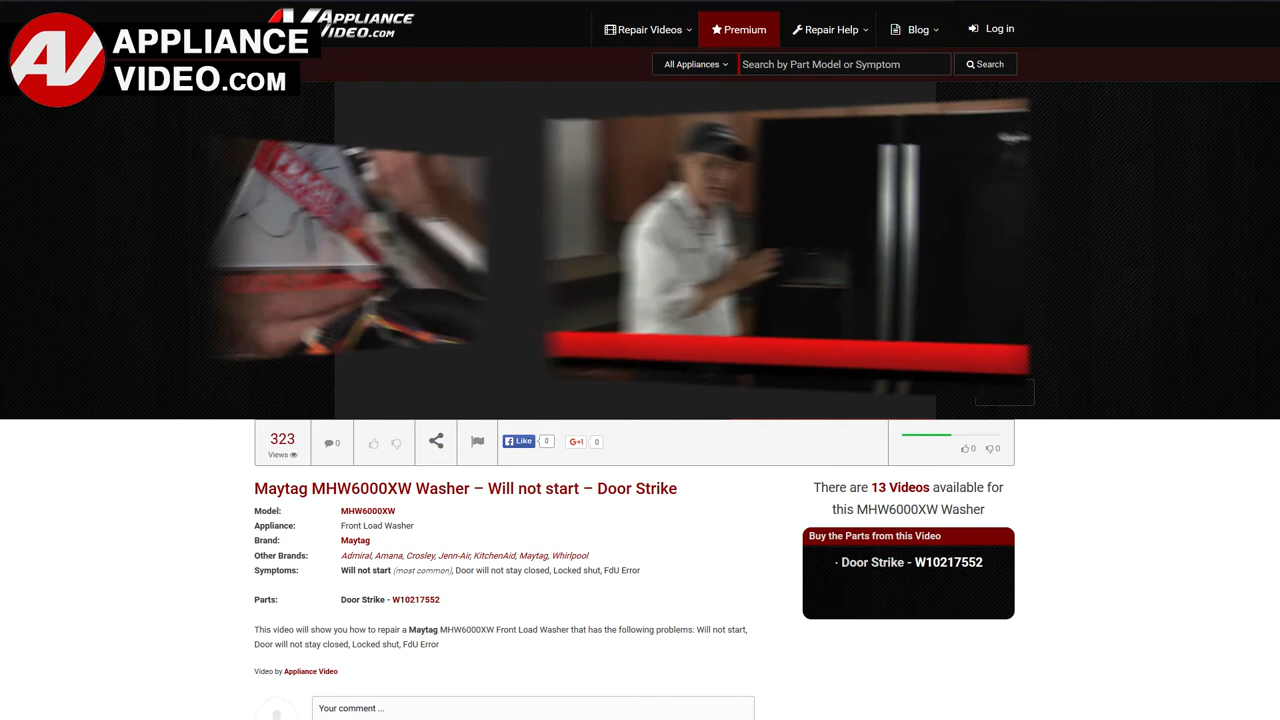 APPLIANCE
VIDEO.COM
APPLIANCE
VIDEO.COM
Repair Videos
Premium
Repair Help
Blog
Log in
All Appliances
Search by Part Model or Symptom
Search
323
Views
0
Like 0
G+1 0
0 0
Maytag MHW6000XW Washer – Will not start – Door Strike
Model: MHW6000XW
Appliance: Front Load Washer
Brand: Maytag
Other Brands: Admiral, Amana, Crosley, Jenn-Air, KitchenAid, Maytag, Whirlpool
Symptoms: Will not start (most common), Door will not stay closed, Locked shut, FdU Error
Parts: Door Strike - W10217552
This video will show you how to repair a Maytag MHW6000XW Front Load Washer that has the following problems: Will not start,
Door will not stay closed, Locked shut, FdU Error
Video by Appliance Video
Your comment ...
There are 13 Videos available for
this MHW6000XW Washer
Buy the Parts from this Video
· Door Strike - W10217552